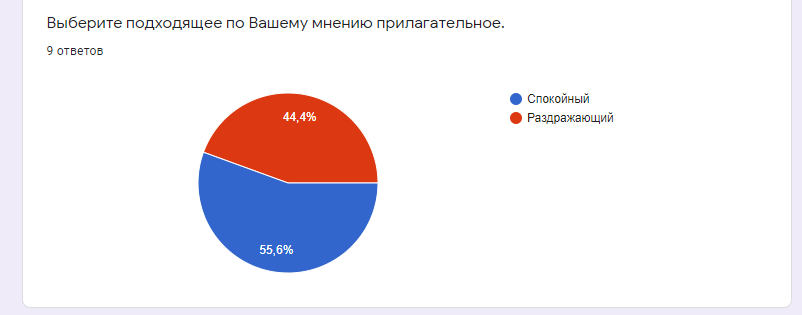 Выберите подходящее по Вашему мнению прилагательное.
9 ответов
44,4%
55,6%
Спокойный
Раздражающий